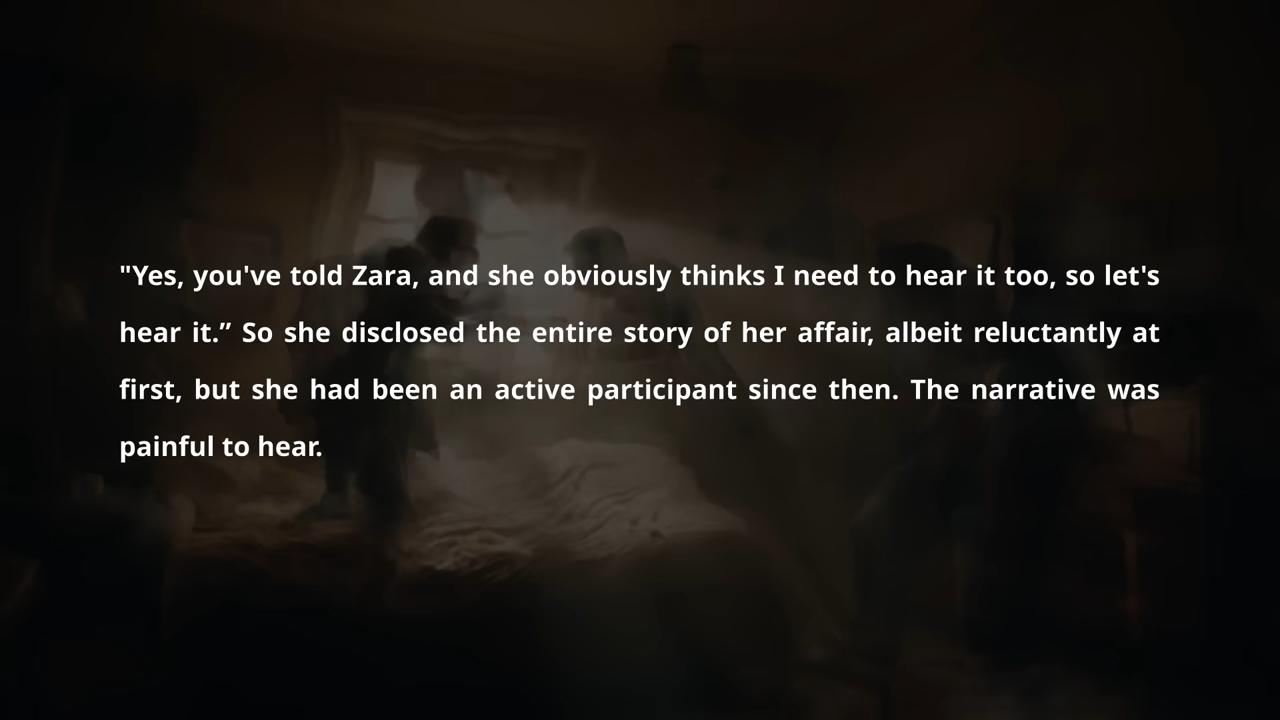 "Yes, you've told Zara, and she obviously thinks I need to hear it too, so let's
hear it.” So she disclosed the entire story of her affair, albeit reluctantly at
first, but she had been an active participant since then. The narrative was
painful to hear.